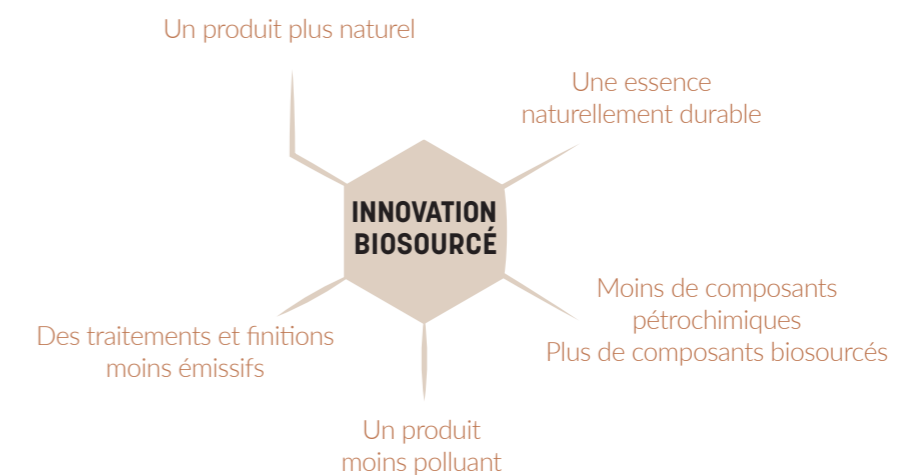 Un produit plus naturel
Une essence
naturellement durable
INNOVATION
BIOSOURCÉ
Moins de composants
pétrochimiques
Plus de composants biosourcés
Des traitements et finitions
moins émissifs
Un produit
moins polluant